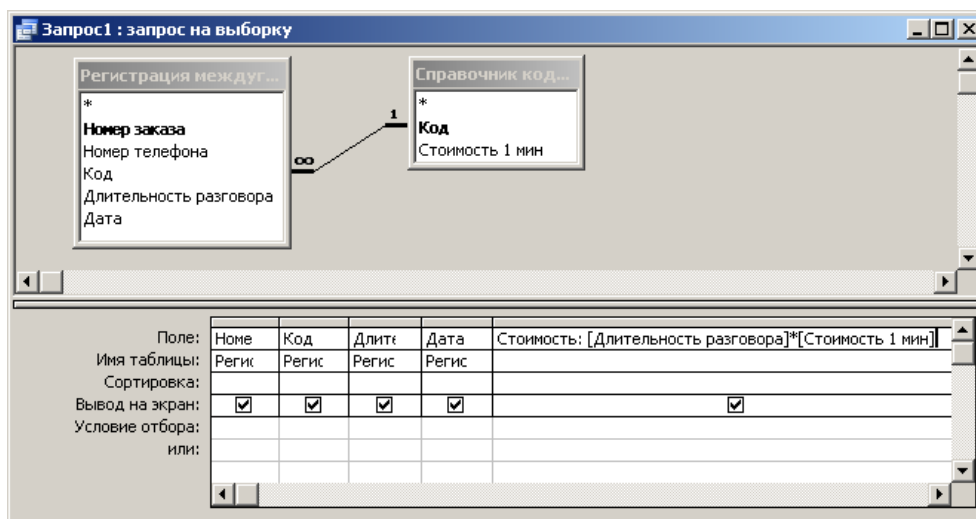 Запрос1 : запрос на выборку
Регистрация междуг...
*
Номер заказа
Номер телефона
Код
Длительность разговора
Дата
∞
1
Справочник код...
*
Код
Стоимость 1 мин
Поле: Номе Код Длите Дата Стоимость: [Длительность разговора]*[Стоимость 1 мин]
Имя таблицы: Регис Регис Регис Регис
Сортировка:
Вывод на экран:
Условие отбора:
или: